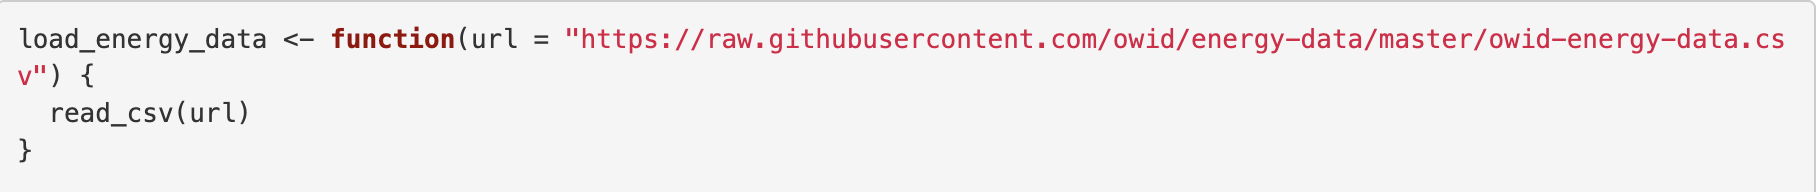 load_energy_data <- function(url = "https://raw.githubusercontent.com/owid/energy-data/master/owid-energy-data.cs
v") {
  read_csv(url)
}